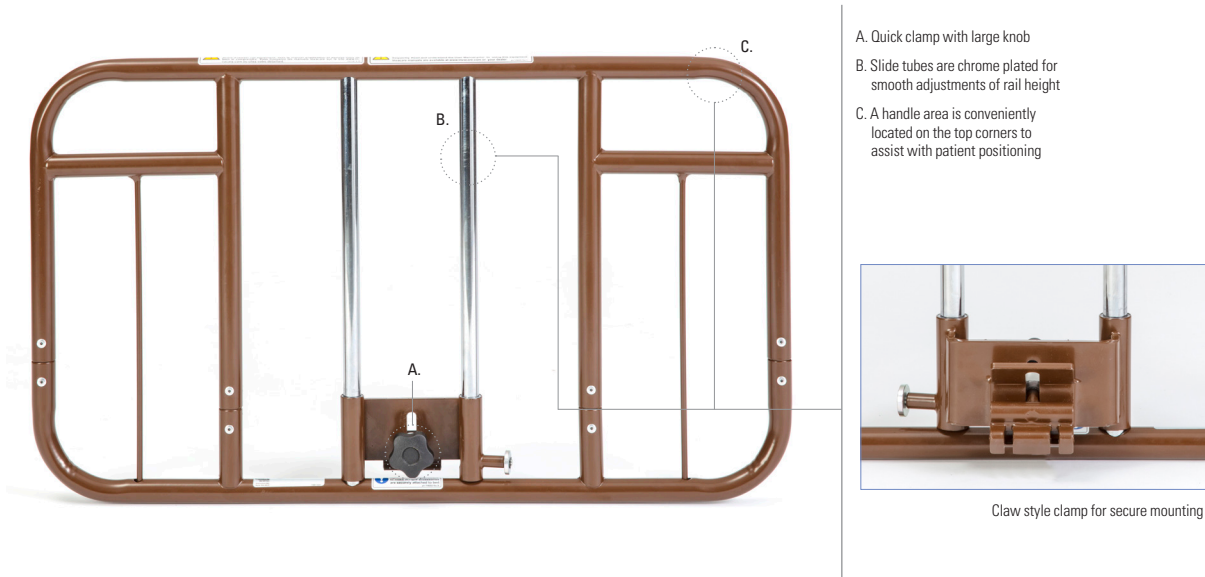 C.
B.
A.
A. Quick clamp with large knob
B. Slide tubes are chrome plated for
smooth adjustments of rail height
C. A handle area is conveniently
located on the top corners to
assist with patient positioning
Claw style clamp for secure mounting